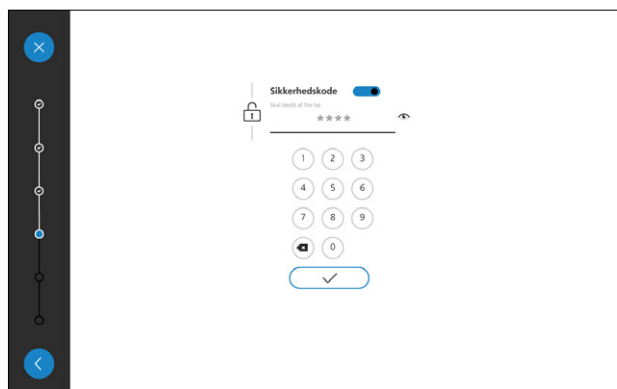 Sikkerhedskode
Skal bestå af fire tal.
****
1 2 3
4 5 6
7 8 9
0